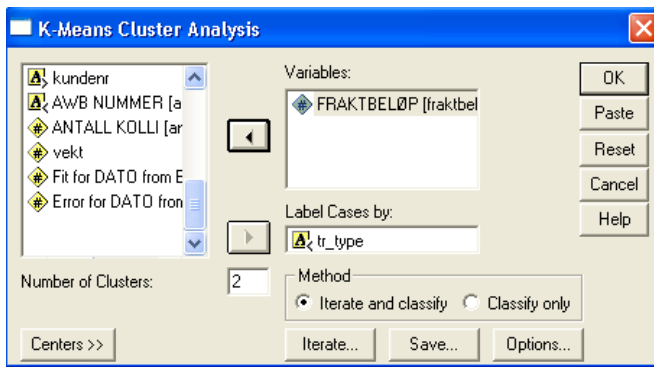 K-Means Cluster Analysis
kundenr
AWB NUMMER [a
ANTALL KOLLI [ar
vekt
Fit for DATO from E
Error for DATO from
Number of Clusters:
2
Centers >>
Variables:
FRAKTBELØP [fraktbel
Label Cases by:
tr_type
Method
Iterate and classify
Classify only
Iterate...
Save...
Options...
OK
Paste
Reset
Cancel
Help